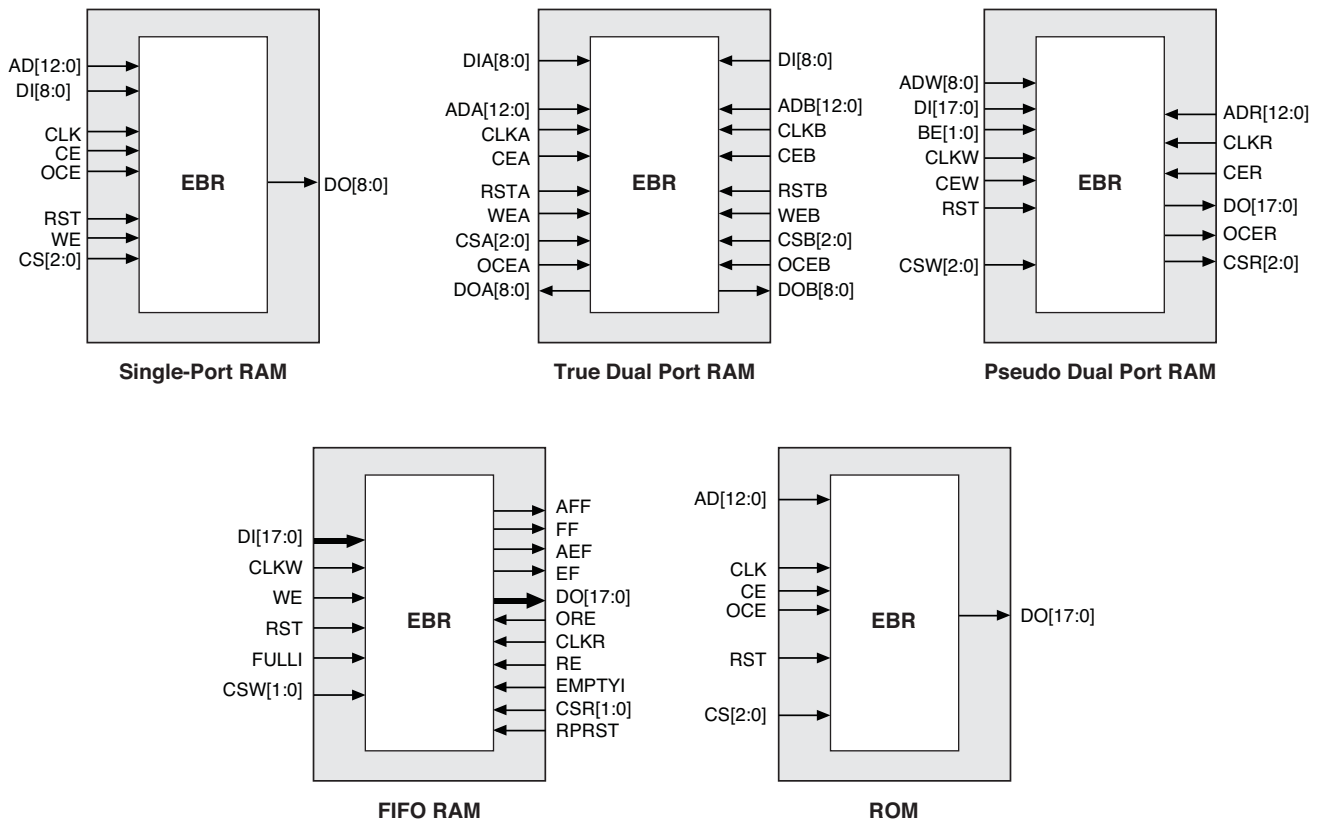 AD[12:0]
DI[8:0]
CLK
CE
OCE
RST
WE
CS[2:0]
EBR
DO[8:0]
Single-Port RAM
DIA[8:0]
ADA[12:0]
CLKA
CEA
RSTA
WEA
CSA[2:0]
OCEA
DOA[8:0]
EBR
DI[8:0]
ADB[12:0]
CLKB
CEB
RSTB
WEB
CSB[2:0]
OCEB
DOB[8:0]
True Dual Port RAM
ADW[8:0]
DI[17:0]
BE[1:0]
CLKW
CEW
RST
CSW[2:0]
EBR
ADR[12:0]
CLKR
CER
DO[17:0]
OCER
CSR[2:0]
Pseudo Dual Port RAM
DI[17:0]
CLKW
WE
RST
FULLI
CSW[1:0]
EBR
AFF
FF
AEF
EF
DO[17:0]
ORE
CLKR
RE
EMPTYI
CSR[1:0]
RPRST
FIFO RAM
AD[12:0]
CLK
CE
OCE
RST
CS[2:0]
EBR
DO[17:0]
ROM